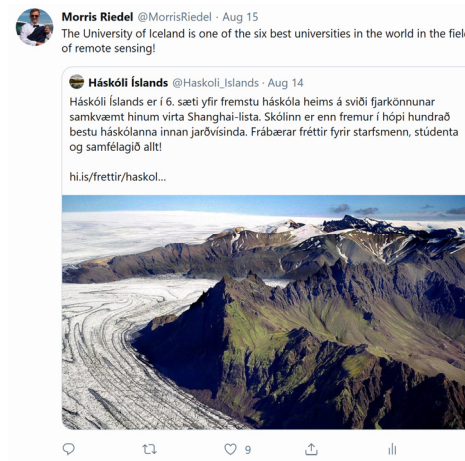 Morris Riedel @MorrisRiedel · Aug 15
The University of Iceland is one of the six best universities in the world in the
of remote sensing!
Háskóli Íslands @Haskoli_Islands · Aug 14
Háskóli Íslands er í 6. sæti yfir fremstu háskóla heims á sviði fjarkönnunar
samkvæmt hinum virta Shanghai-lista. Skólinn er enn fremur í hópi hundrað
bestu háskólanna innan jarðvísinda. Frábærar fréttir fyrir starfsmenn, stúdenta
og samfélagið allt!
hi.is/frettir/haskol...
9